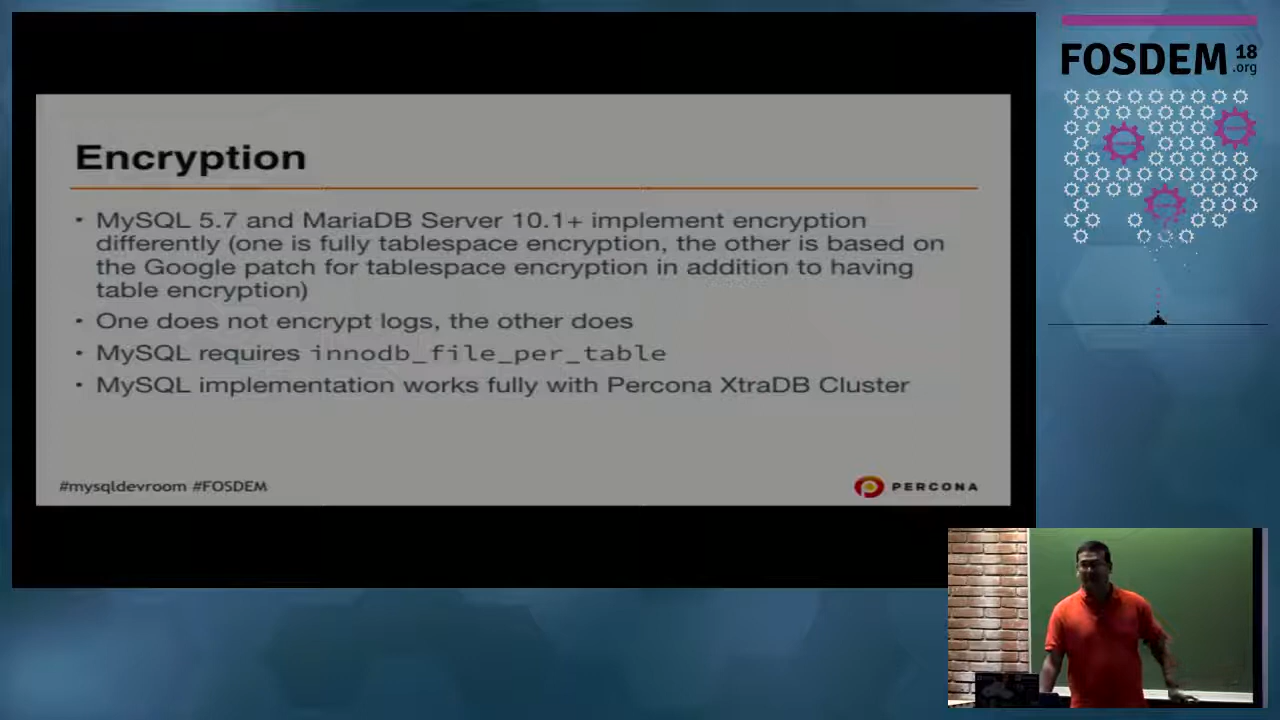 FOSDEM 18
.org
Encryption
• MySQL 5.7 and MariaDB Server 10.1+ implement encryption
differently (one is fully tablespace encryption, the other is based on
the Google patch for tablespace encryption in addition to having
table encryption)
• One does not encrypt logs, the other does
• MySQL requires innodb_file_per_table
• MySQL implementation works fully with Percona XtraDB Cluster
#mysqldevroom #FOSDEM
PERCONA